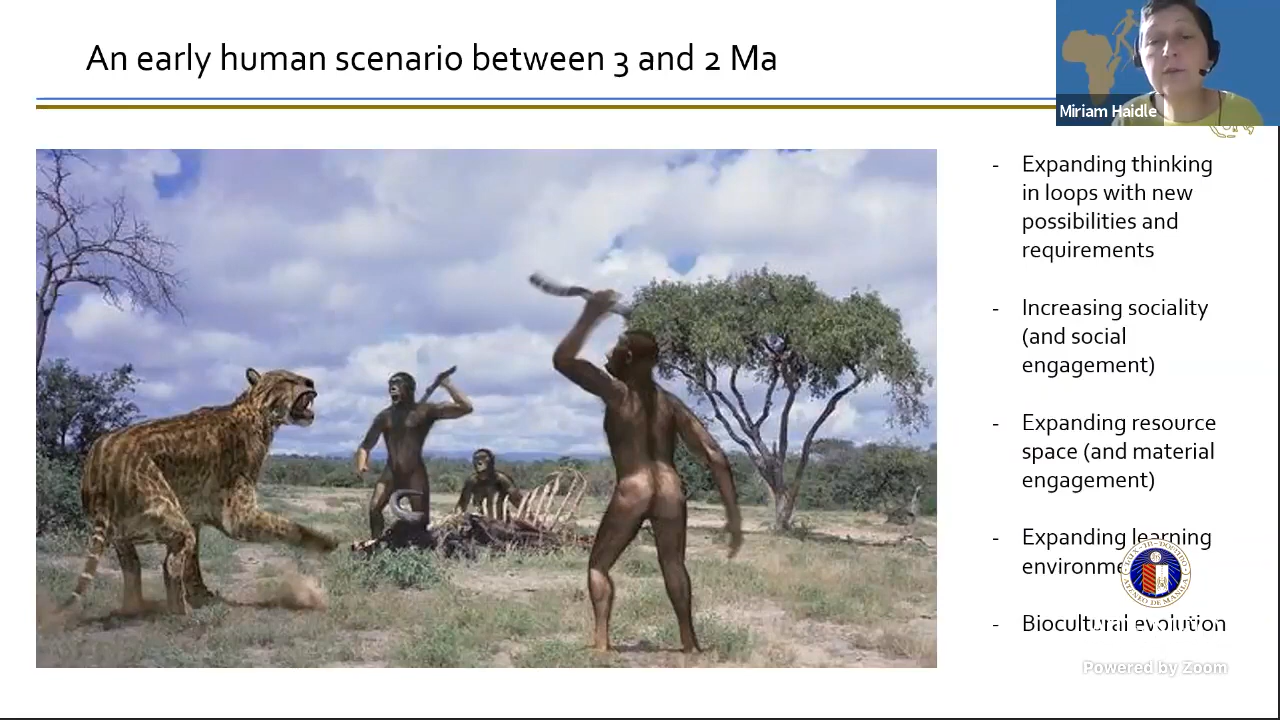 An early human scenario between 3 and 2 Ma
Miriam Haidle
- Expanding thinking
in loops with new
possibilities and
requirements
- Increasing sociality
(and social
engagement)
- Expanding resource
space (and material
engagement)
- Expanding learning
- Biocultural evolution
Powered by Zoom